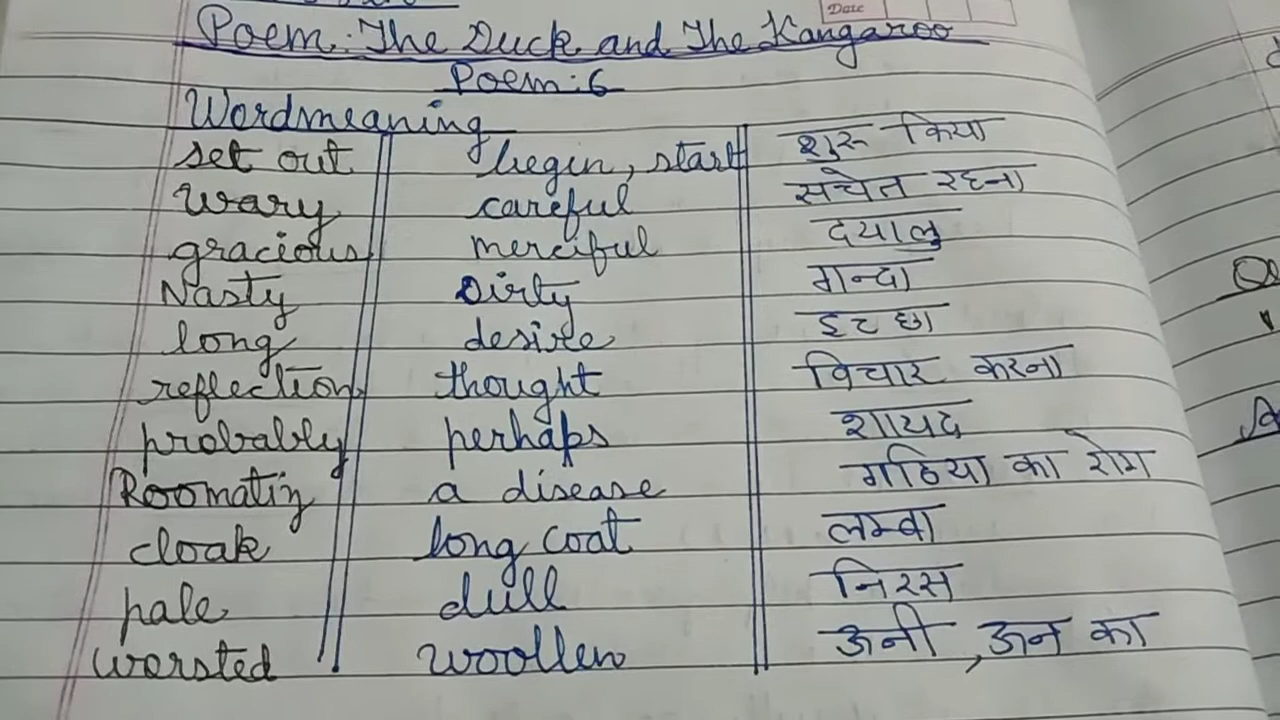 Date
Poem: The Duck and The Kangaroo
Poem: 6
Wordmeaning
set out begin, start शुरू किया
wary careful सचेत रहना
gracious merciful दयालु
Nasty Dirty गन्दा
long desire इच्छा
reflection thought विचार करना
probably perhaps शायद
Roomatiz a disease गठिया का रोग
cloak long coat लम्बा
pale dull निरस
worsted woollen ऊनी, ऊन का